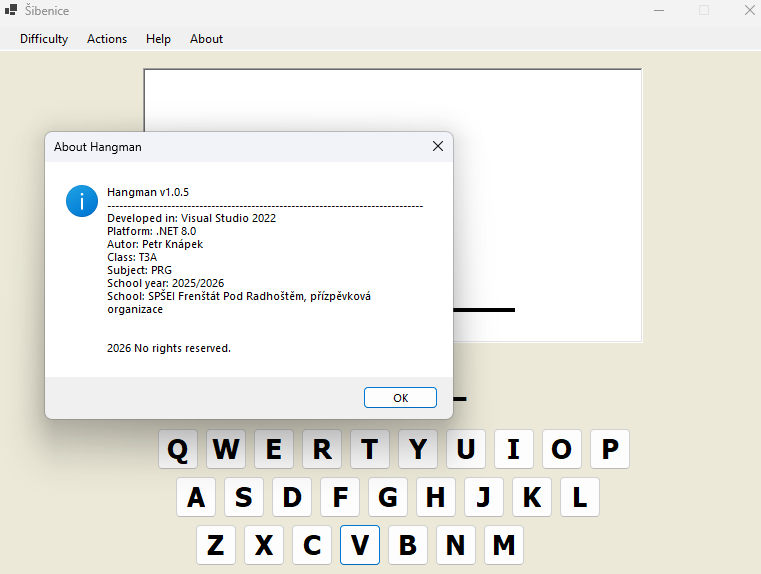 Šibenice
Difficulty Actions Help About
About Hangman
Hangman v1.0.5
-------------------------------------------------------------------------------
Developed in: Visual Studio 2022
Platform: .NET 8.0
Autor: Petr Knápek
Class: T3A
Subject: PRG
School year: 2025/2026
School: SPŠEI Frenštát Pod Radhoštěm, přízpěvková
organizace
2026 No rights reserved.
OK
Q W E R T Y U I O P
A S D F G H J K L
Z X C V B N M